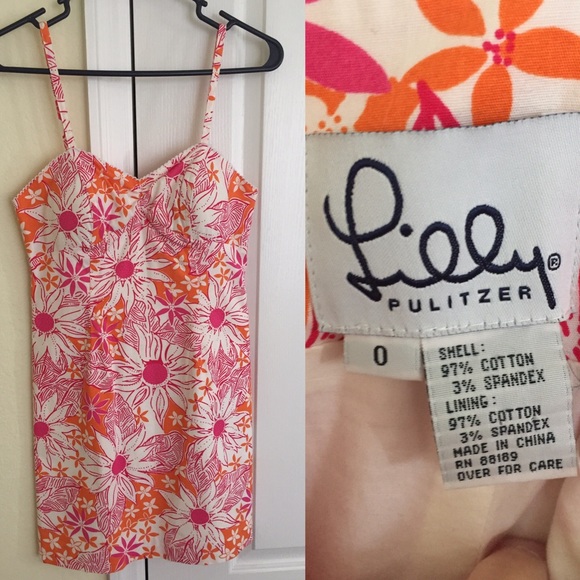 Lilly®
PULITZER
0
SHELL:
97% COTTON
3% SPANDEX
LINING:
97% COTTON
3% SPANDEX
MADE IN CHINA
RN 88189
OVER FOR CARE